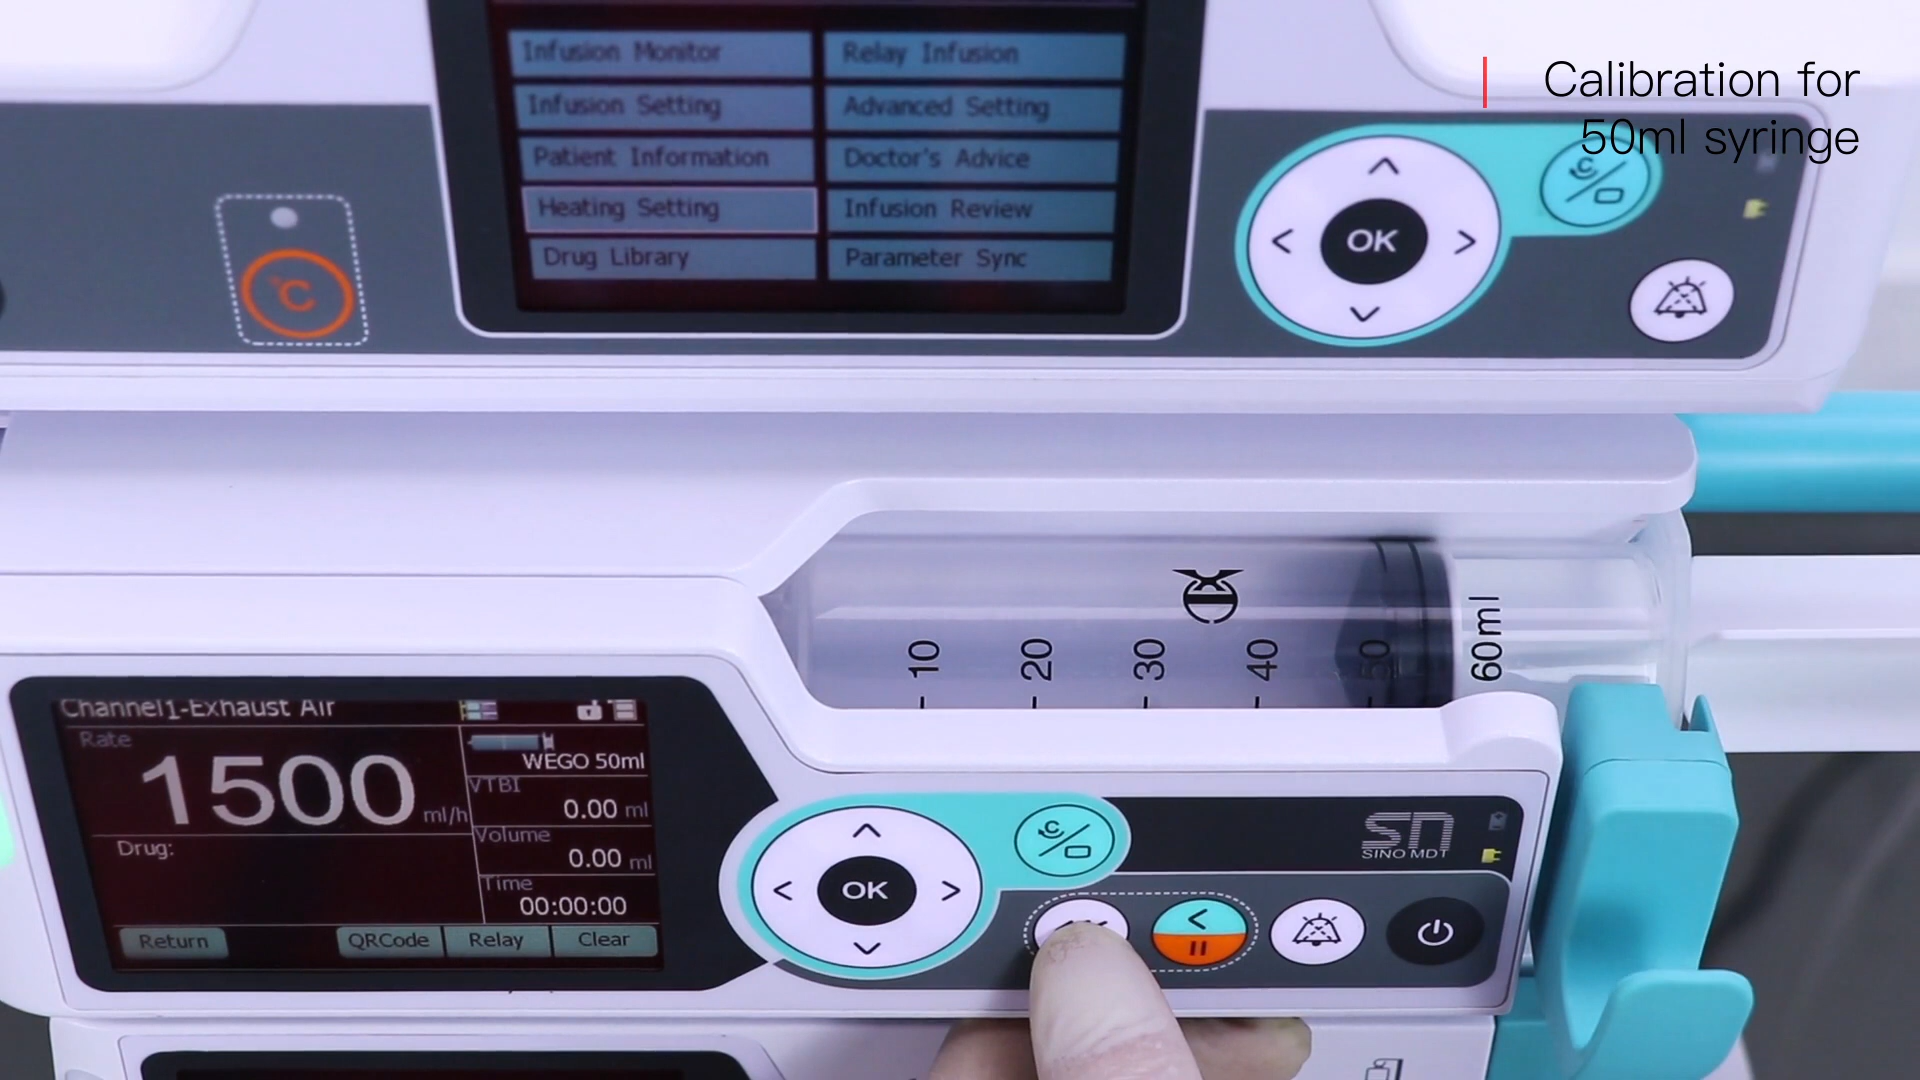 Calibration for
50ml syringe
Infusion Monitor
Relay Infusion
Infusion Setting
Advanced Setting
Patient Information
Doctor's Advice
Heating Setting
Infusion Review
Drug Library
Parameter Sync
°C
OK
C
10
20
30
40
50
60ml
Channel1-Exhaust Air
Rate
1500 ml/h
WEGO 50ml
VTBI
0.00 ml
Volume
0.00 ml
Drug:
Time
00:00:00
Return
QRCode
Relay
Clear
OK
C
SINO MDT